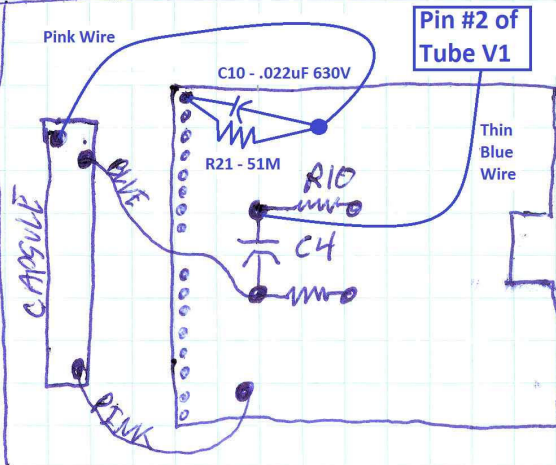 Pink Wire
Pin #2 of
Tube V1
C10 - .022uF 630V
R21 - 51M
Thin
Blue
Wire
BLUE
R10
CAPSULE
C4
PINK